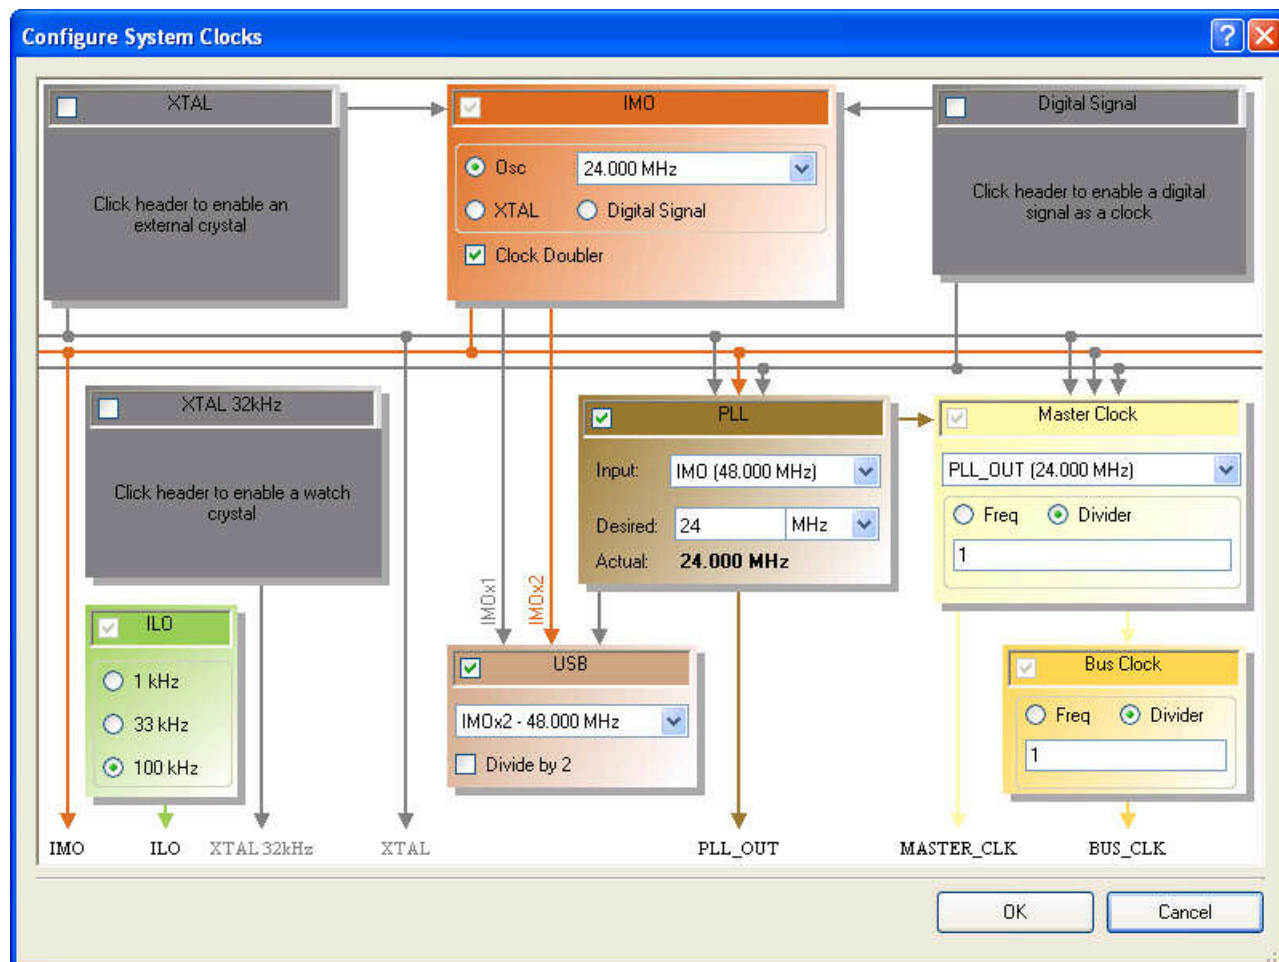 Configure System Clocks
XTAL
Click header to enable an
external crystal
IMO
Osc
24.000 MHz
XTAL
Digital Signal
Clock Doubler
Digital Signal
Click header to enable a digital
signal as a clock
XTAL 32kHz
Click header to enable a watch
crystal
PLL
Input:
IMO (48.000 MHz)
Desired:
24
MHz
Actual:
24.000 MHz
Master Clock
PLL_OUT (24.000 MHz)
Freq
Divider
1
IMOx1
IMOx2
ILO
1 kHz
33 kHz
100 kHz
USB
IMOx2 - 48.000 MHz
Divide by 2
Bus Clock
Freq
Divider
1
IMO
ILO
XTAL 32kHz
XTAL
PLL_OUT
MASTER_CLK
BUS_CLK
OK
Cancel